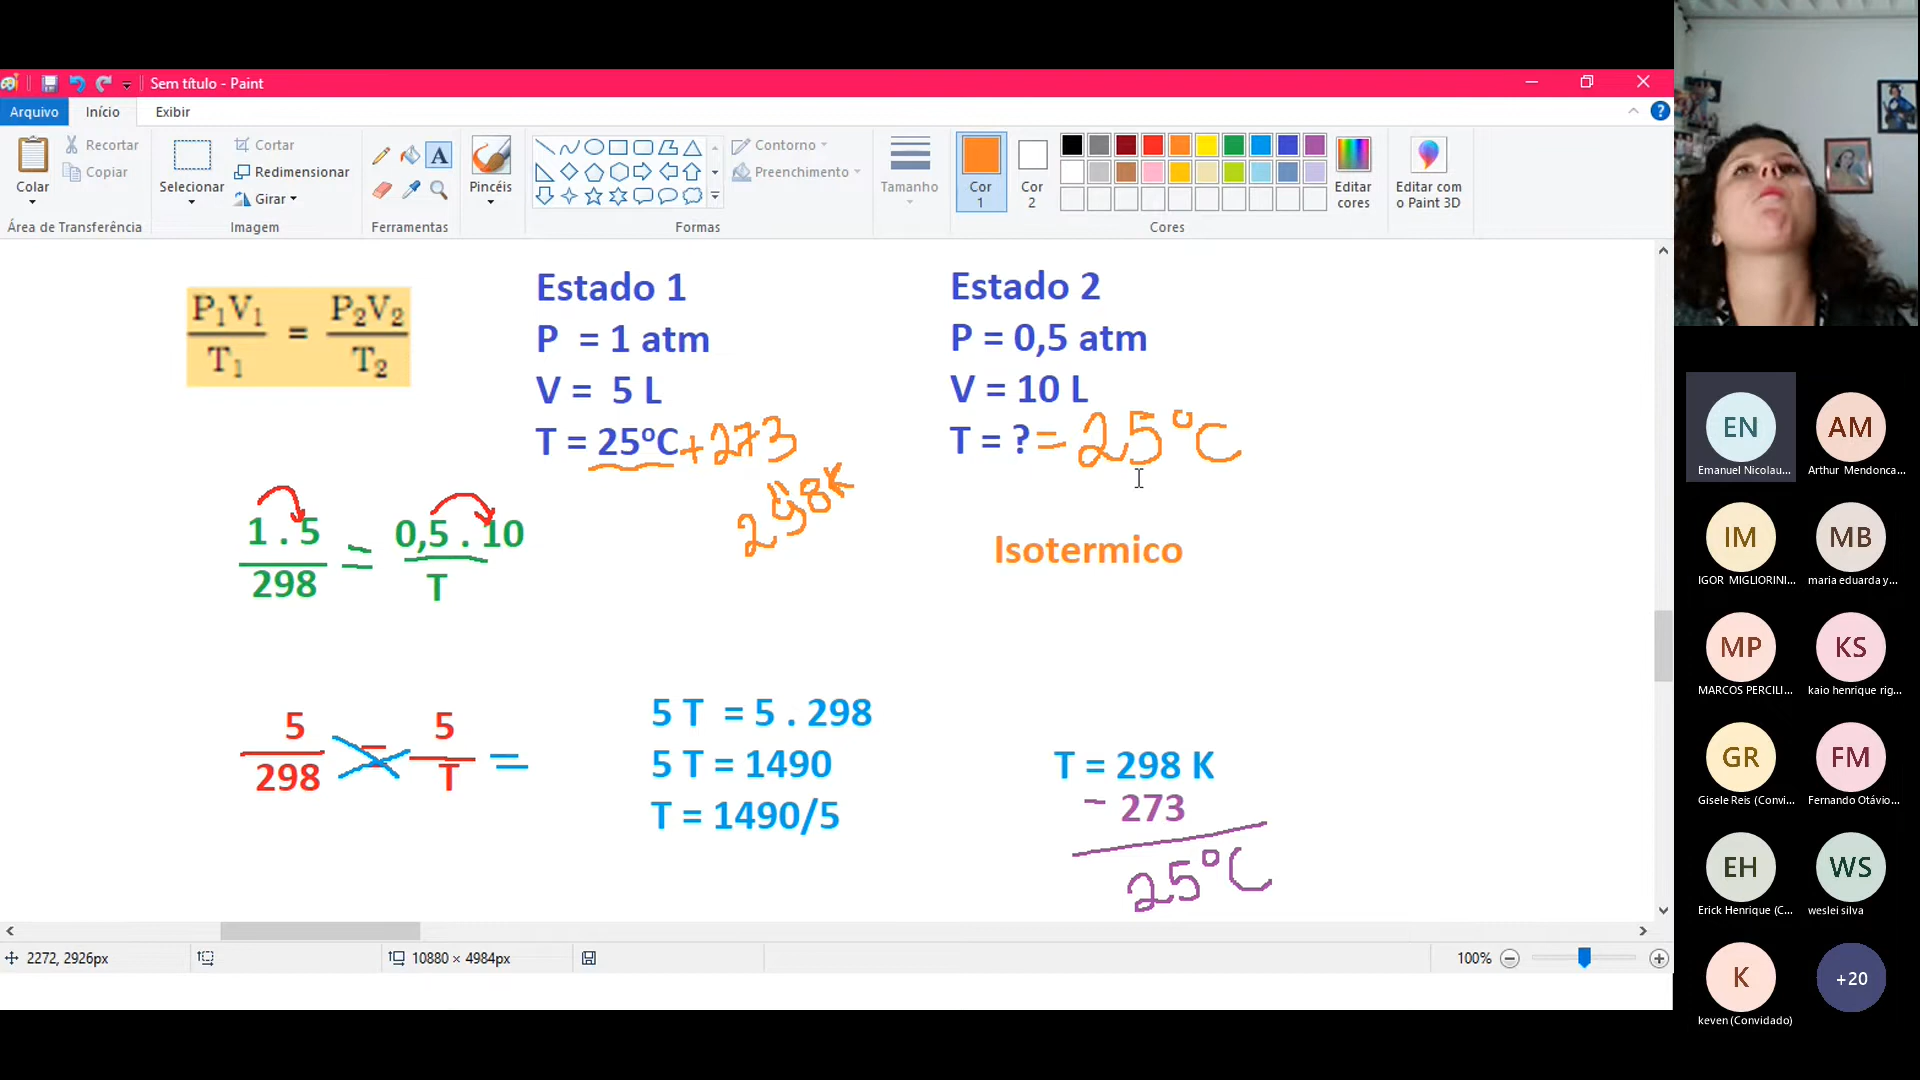 Sem título - Paint
Arquivo
Início
Exibir
Colar
Recortar
Copiar
Área de Transferência
Selecionar
Cortar
Redimensionar
Girar
Imagem
A
Ferramentas
Pincéis
Contorno
Preenchimento
Formas
Tamanho
Cor 1
Cor 2
Editar cores
Editar com o Paint 3D
Cores
P₁V₁ = P₂V₂
T₁ T₂
Estado 1
P = 1 atm
V = 5 L
T = 25ºC + 273
298K
Estado 2
P = 0,5 atm
V = 10 L
T = ? = 25°C
Isotermico
1 . 5 = 0,5 . 10
298 T
5 = 5 =
298 T
5 T = 5 . 298
5 T = 1490
T = 1490/5
T = 298 K
- 273
25°C
2272, 2926px
10880 × 4984px
100%
EN
Emanuel Nicolau...
AM
Arthur Mendonca...
IM
IGOR MIGLIORINI...
MB
maria eduarda y...
MP
MARCOS PERCILI...
KS
kaio henrique rig...
GR
Gisele Reis (Convi...
FM
Fernando Otávio...
EH
Erick Henrique (C...
WS
weslei silva
K
keven (Convidado)
+20